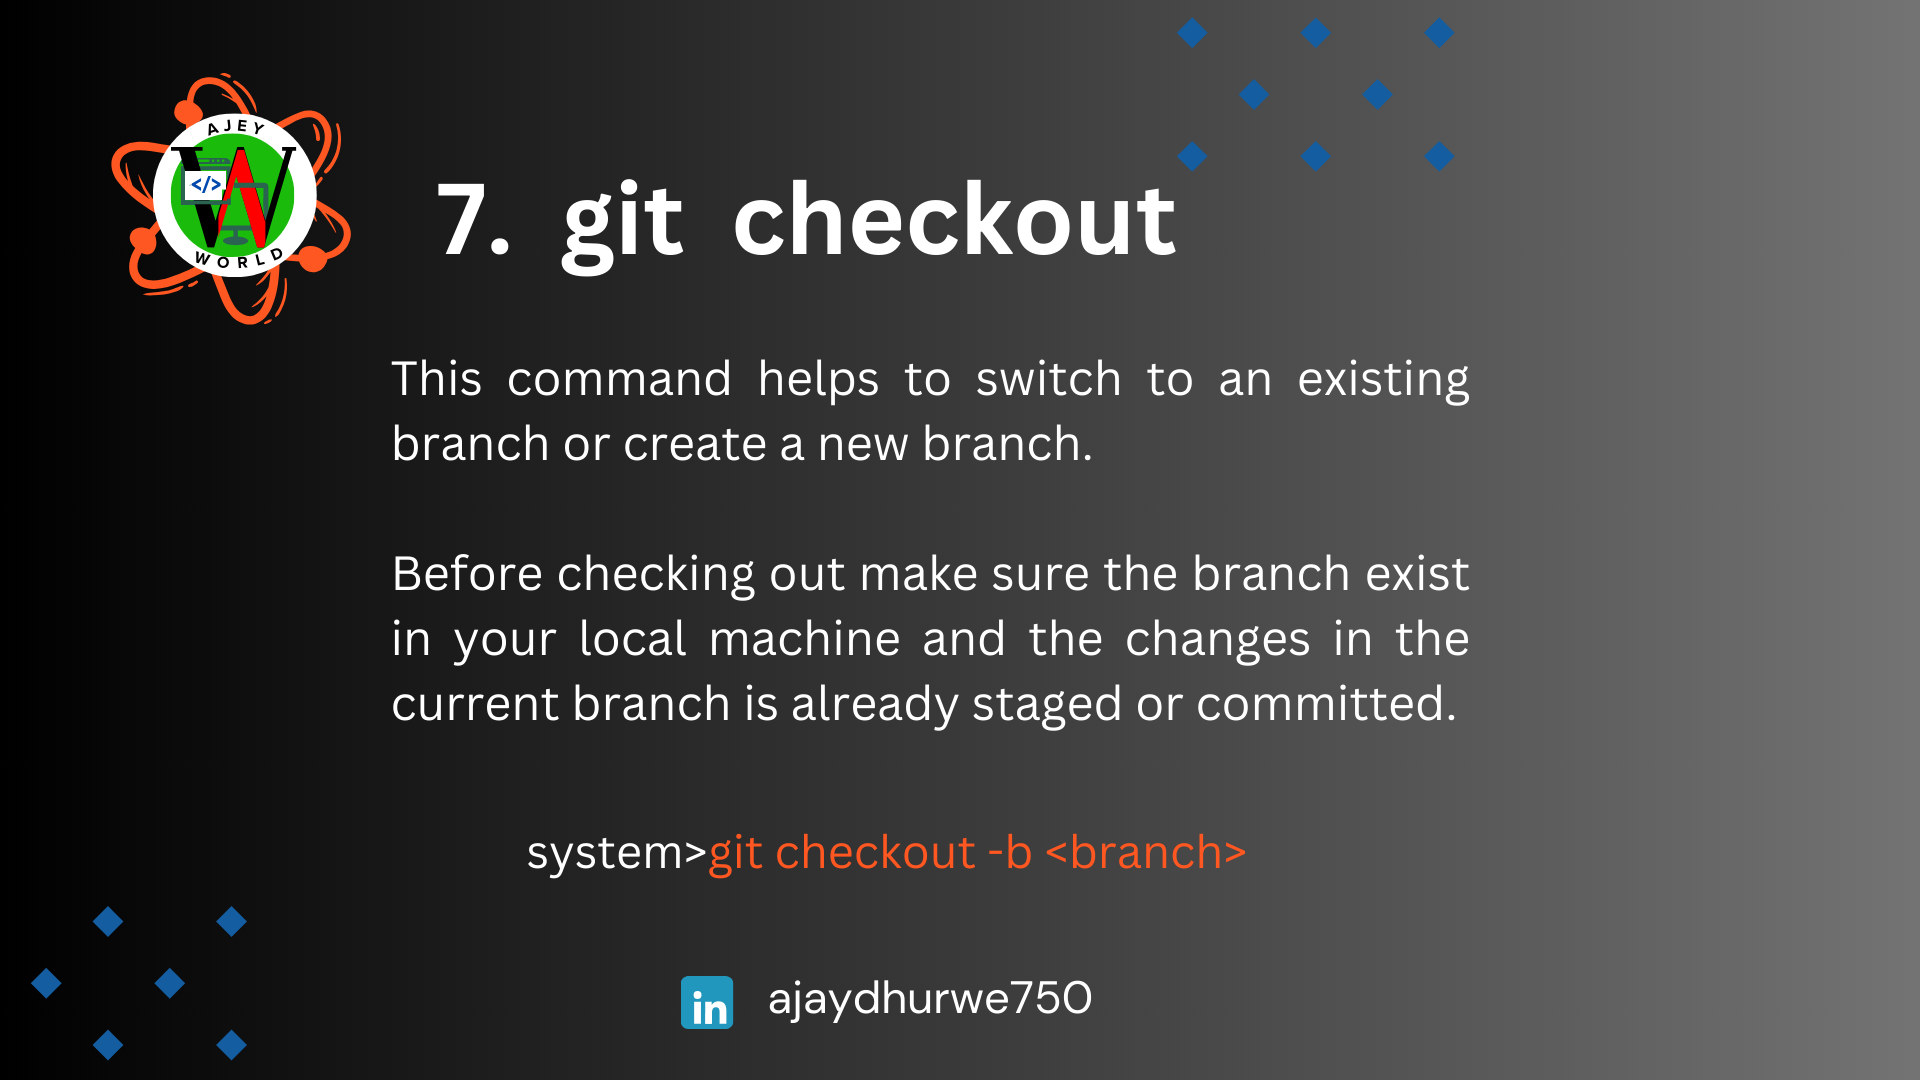 AJEY
W
</>
WORLD
7. git checkout
This command helps to switch to an existing
branch or create a new branch.
Before checking out make sure the branch exist
in your local machine and the changes in the
current branch is already staged or committed.
system>git checkout -b <branch>
in ajaydhurwe750